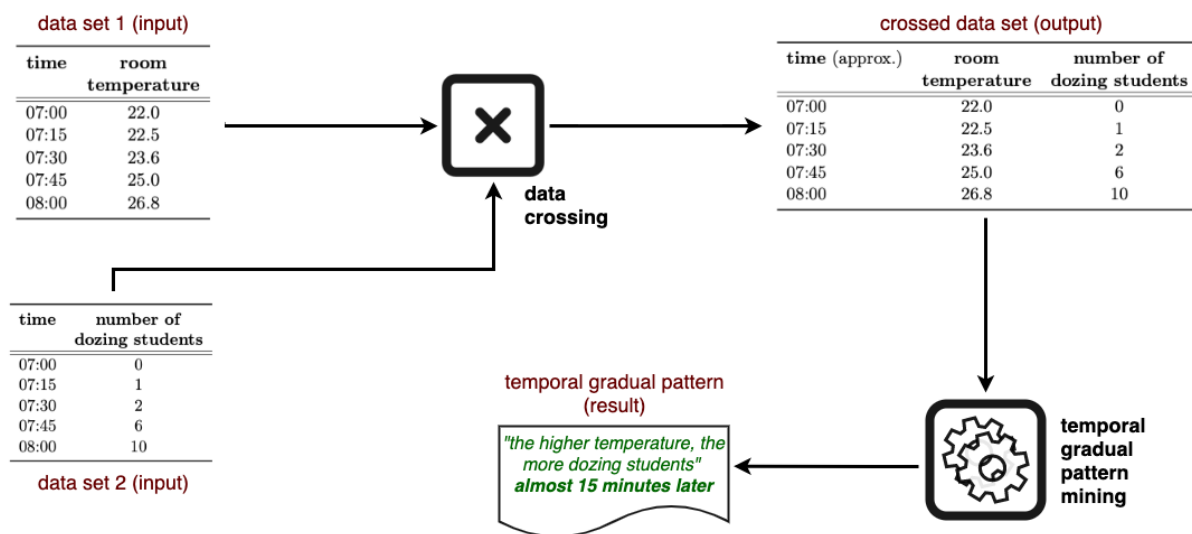 data set 1 (input)
time room
temperature
07:00 22.0
07:15 22.5
07:30 23.6
07:45 25.0
08:00 26.8
data
crossing
crossed data set (output)
time (approx.) room number of
temperature dozing students
07:00 22.0 0
07:15 22.5 1
07:30 23.6 2
07:45 25.0 6
08:00 26.8 10
time number of
dozing students
07:00 0
07:15 1
07:30 2
07:45 6
08:00 10
data set 2 (input)
temporal gradual pattern
(result)
"the higher temperature, the
more dozing students"
almost 15 minutes later
temporal
gradual
pattern
mining